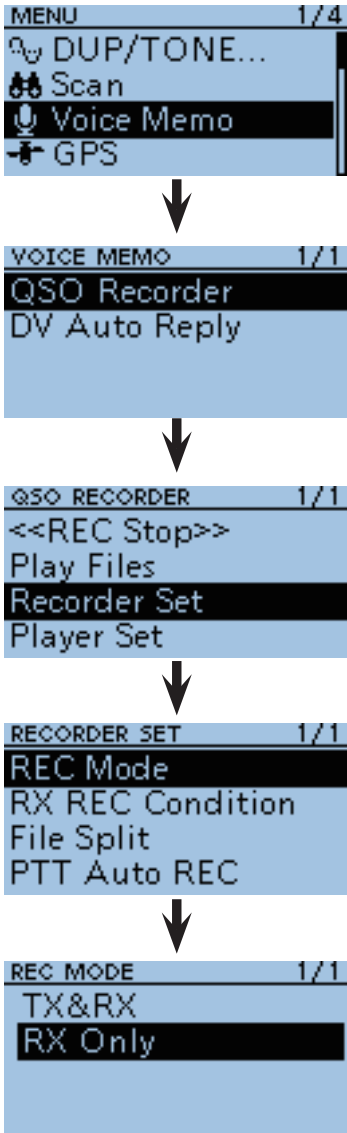 MENU 1/4
DUP/TONE...
Scan
Voice Memo
GPS
VOICE MEMO 1/1
QSO Recorder
DV Auto Reply
QSO RECORDER 1/1
<<REC Stop>>
Play Files
Recorder Set
Player Set
RECORDER SET 1/1
REC Mode
RX REC Condition
File Split
PTT Auto REC
REC MODE 1/1
TX&RX
RX Only